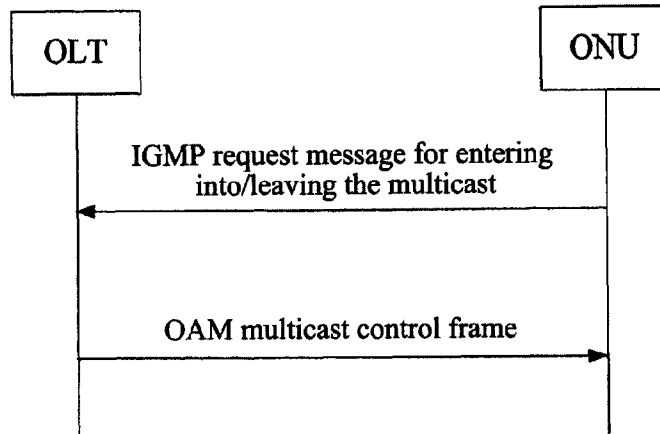 OLT
ONU
IGMP request message for entering
into/leaving the multicast
OAM multicast control frame